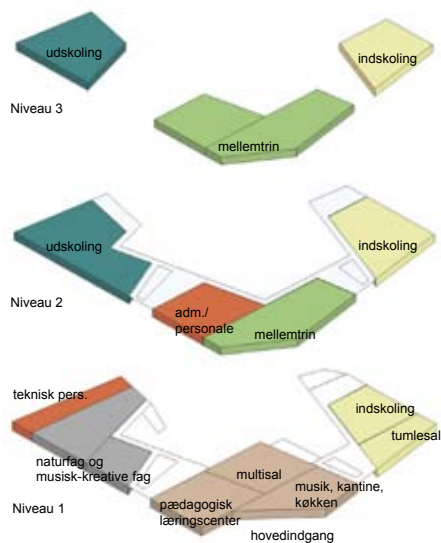 udskoling
indskoling
Niveau 3
mellemtrin
udskoling
indskoling
Niveau 2
adm./
personale
mellemtrin
teknisk pers.
indskoling
tumlesal
naturfag og
musisk-kreative fag
multisal
musik, kantine,
køkken
pædagogisk
læringscenter
Niveau 1
hovedindgang